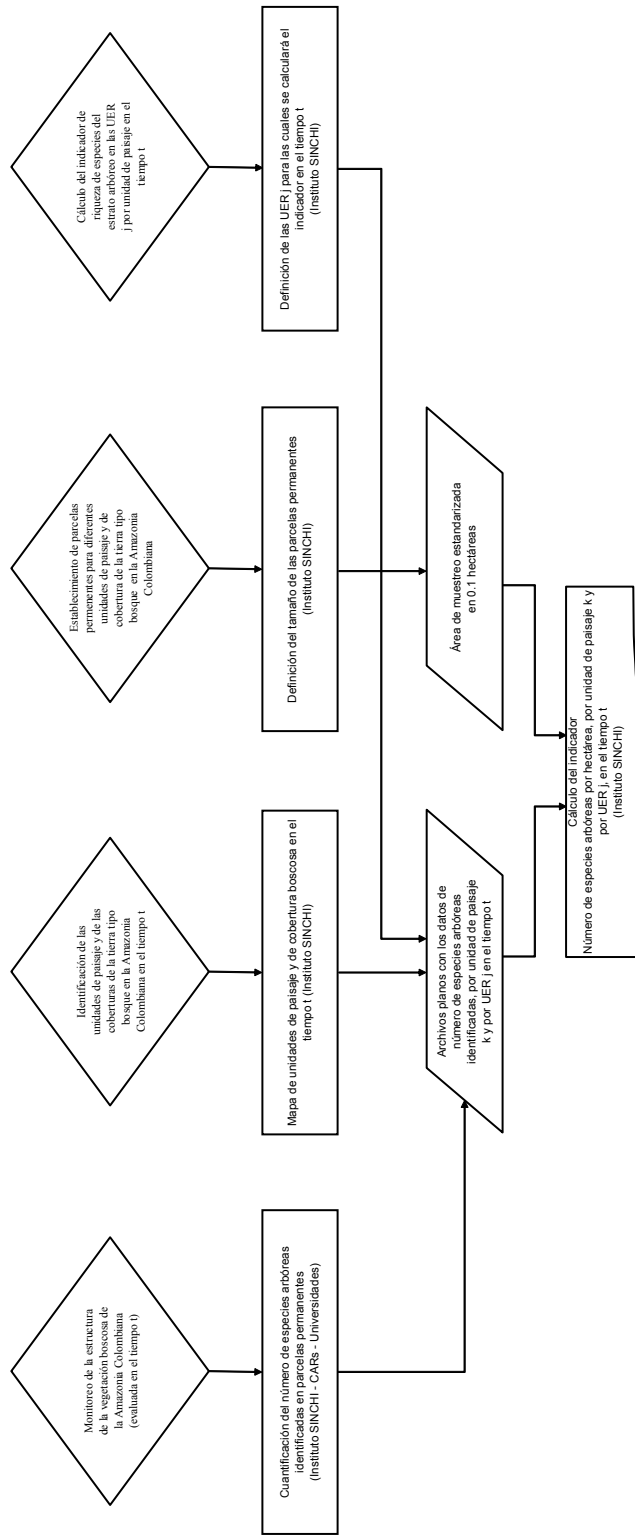 Monitoreo de la estructura
de la vegetación boscosa de
la Amazonia Colombiana
(evaluada en el tiempo t)
Identificación de las
unidades de paisaje y de las
coberturas de la tierra tipo
bosque en la Amazonia
Colombiana en el tiempo t
Establecimiento de parcelas
permenentes para diferentes
unidades de paisaje y de
cobertura de la tierra tipo
bosque en la Amazonia
Colombiana
Cálculo del indicador de
riqueza de especies del
estrato arbóreo en las UER
j por unidad de paisaje en el
tiempo t
Cuantificación del número de especies arbóreas
identificadas en parcelas permanentes
(Instituto SINCHI - CARs - Universidades)
Mapa de unidades de paisaje y de cobertura boscosa en el
tiempo t (Instituto SINCHI)
Definición del tamaño de las parcelas permanentes
(Instituto SINCHI)
Definición de las UER j para las cuales se calculará el
indicador en el tiempo t
(Instituto SINCHI)
Archivos planos con los datos de
número de especies arbóreas
identificadas, por unidad de paisaje
k y por UER j en el tiempo t
Área de muestreo estandarizada
en 0.1 hectáreas
Cálculo del indicador
Número de especies arbóreas por hectárea, por unidad de paisaje k y
por UER j, en el tiempo t
(Instituto SINCHI)